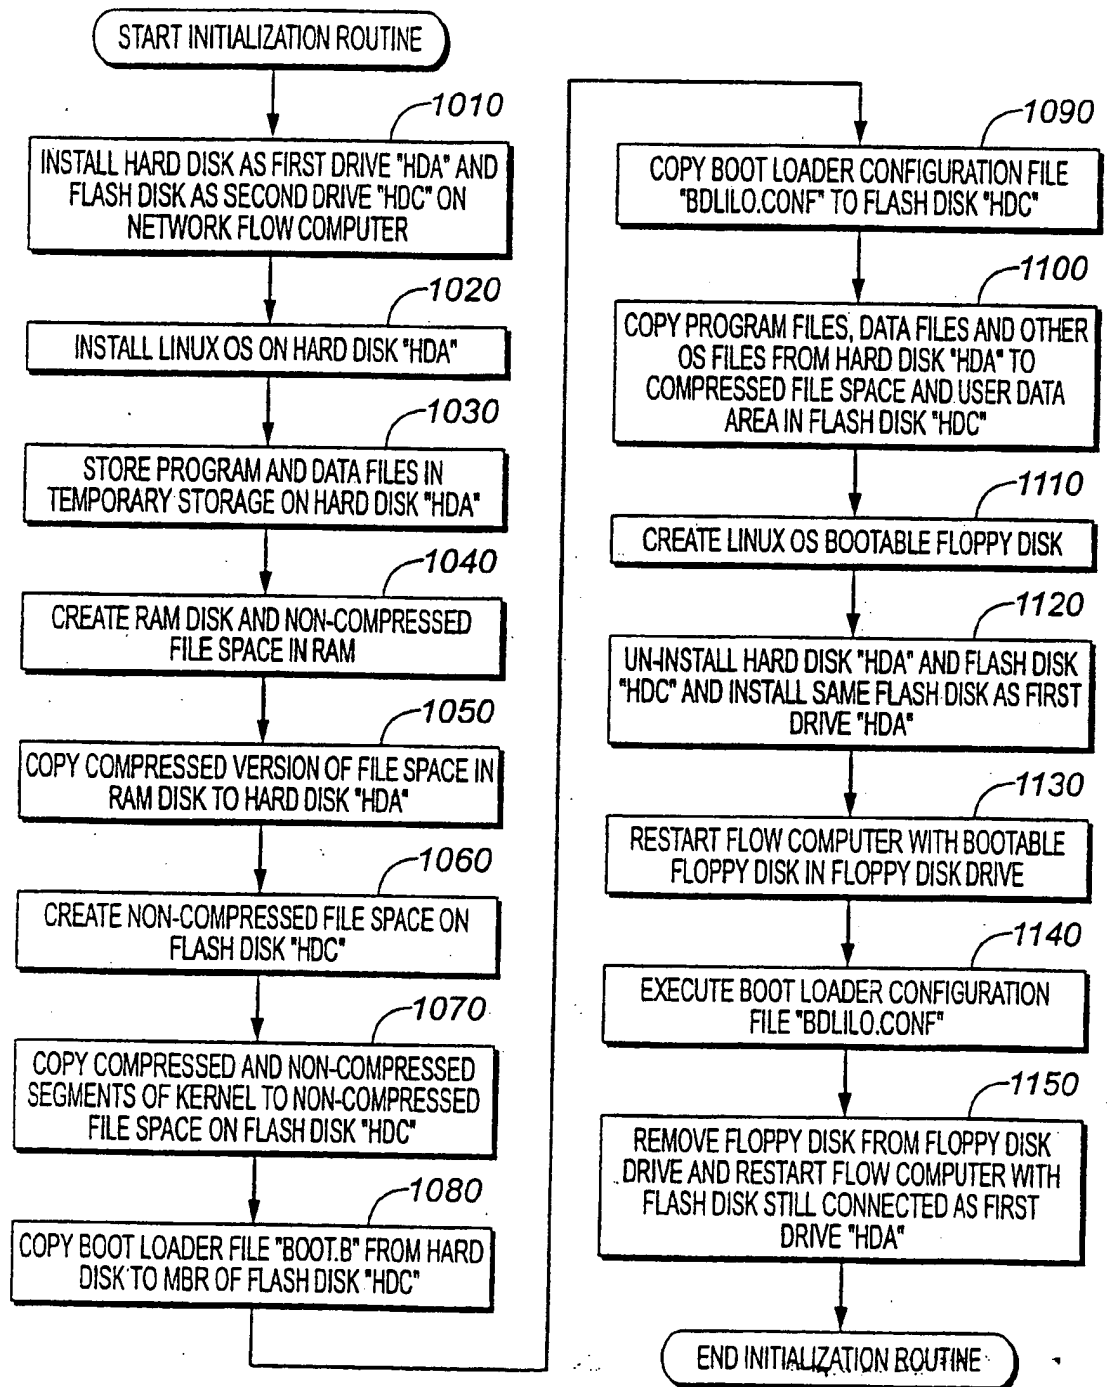 START INITIALIZATION ROUTINE
1010
INSTALL HARD DISK AS FIRST DRIVE "HDA" AND
FLASH DISK AS SECOND DRIVE "HDC" ON
NETWORK FLOW COMPUTER
1020
INSTALL LINUX OS ON HARD DISK "HDA"
1030
STORE PROGRAM AND DATA FILES IN
TEMPORARY STORAGE ON HARD DISK "HDA"
1040
CREATE RAM DISK AND NON-COMPRESSED
FILE SPACE IN RAM
1050
COPY COMPRESSED VERSION OF FILE SPACE IN
RAM DISK TO HARD DISK "HDA"
1060
CREATE NON-COMPRESSED FILE SPACE ON
FLASH DISK "HDC"
1070
COPY COMPRESSED AND NON-COMPRESSED
SEGMENTS OF KERNEL TO NON-COMPRESSED
FILE SPACE ON FLASH DISK "HDC"
1080
COPY BOOT LOADER FILE "BOOT.B" FROM HARD
DISK TO MBR OF FLASH DISK "HDC"
1090
COPY BOOT LOADER CONFIGURATION FILE
"BDLILO.CONF" TO FLASH DISK "HDC"
1100
COPY PROGRAM FILES, DATA FILES AND OTHER
OS FILES FROM HARD DISK "HDA" TO
COMPRESSED FILE SPACE AND USER DATA
AREA IN FLASH DISK "HDC"
1110
CREATE LINUX OS BOOTABLE FLOPPY DISK
1120
UN-INSTALL HARD DISK "HDA" AND FLASH DISK
"HDC" AND INSTALL SAME FLASH DISK AS FIRST
DRIVE "HDA"
1130
RESTART FLOW COMPUTER WITH BOOTABLE
FLOPPY DISK IN FLOPPY DISK DRIVE
1140
EXECUTE BOOT LOADER CONFIGURATION
FILE "BDLILO.CONF"
1150
REMOVE FLOPPY DISK FROM FLOPPY DISK
DRIVE AND RESTART FLOW COMPUTER WITH
FLASH DISK STILL CONNECTED AS FIRST
DRIVE "HDA"
END INITIALIZATION ROUTINE